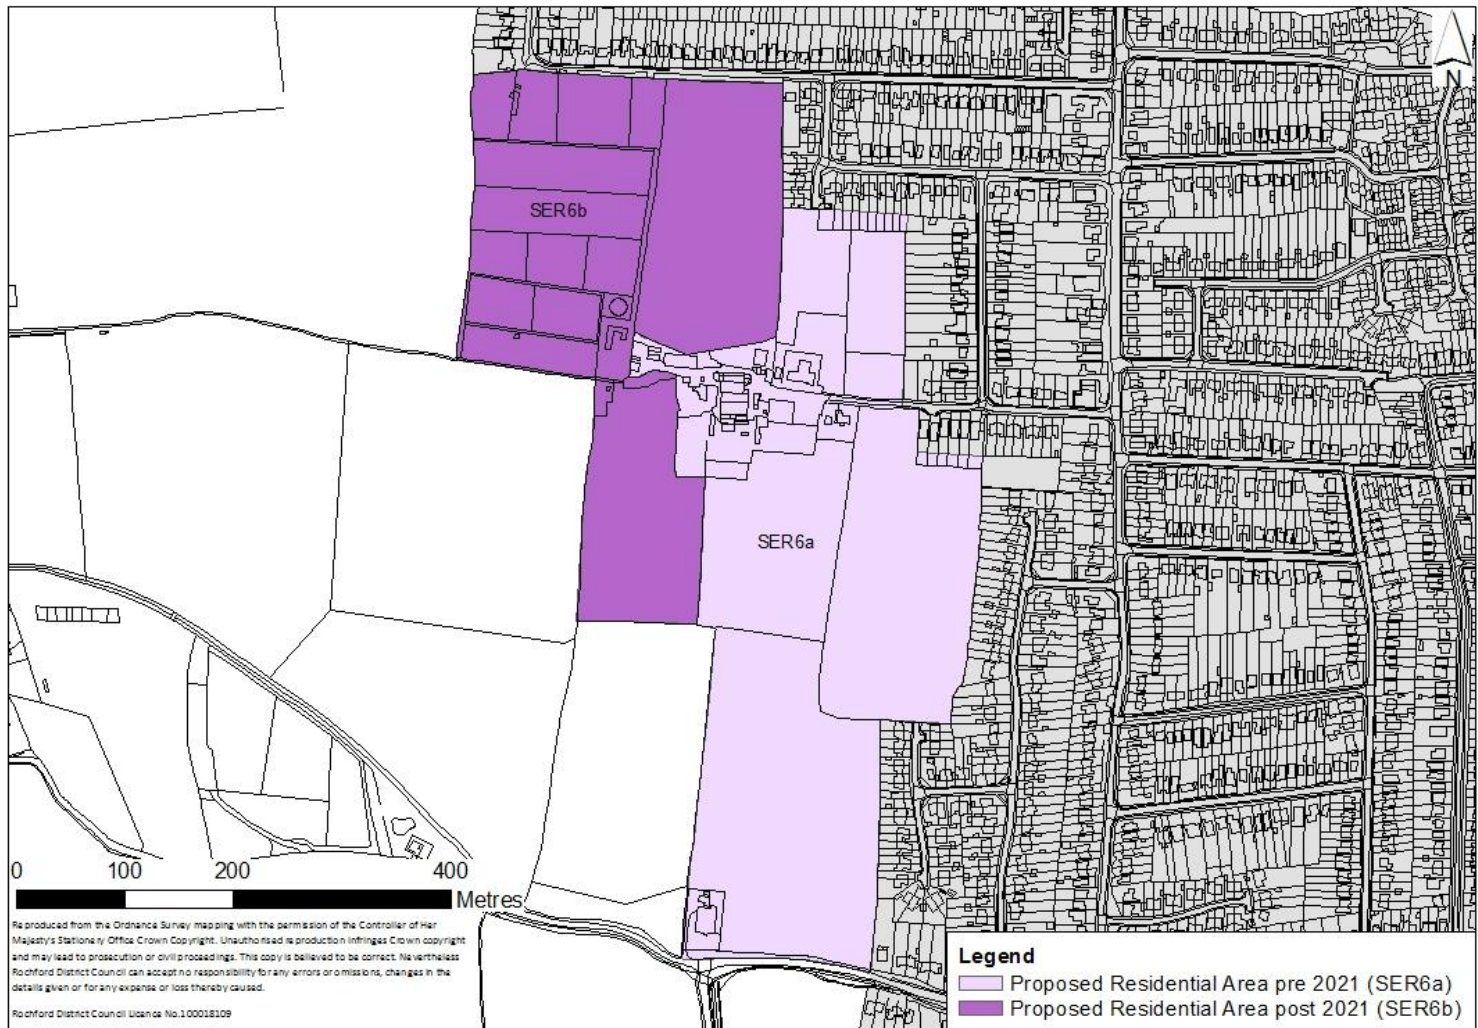 N
SER6b
SER6a
0 100 200 400
Metres
Reproduced from the Ordnance Survey mapping with the permission of the Controller of Her
Majesty's Stationery Office Crown Copyright. Unauthorised reproduction infringes Crown copyright
and may lead to prosecution or civil proceedings. This copy is believed to be correct. Nevertheless
Rochford District Council can accept no responsibility for any errors or omissions, changes in the
details given or for any expense or loss thereby caused.
Rochford District Council Licence No.100018109
Legend
Proposed Residential Area pre 2021 (SER6a)
Proposed Residential Area post 2021 (SER6b)